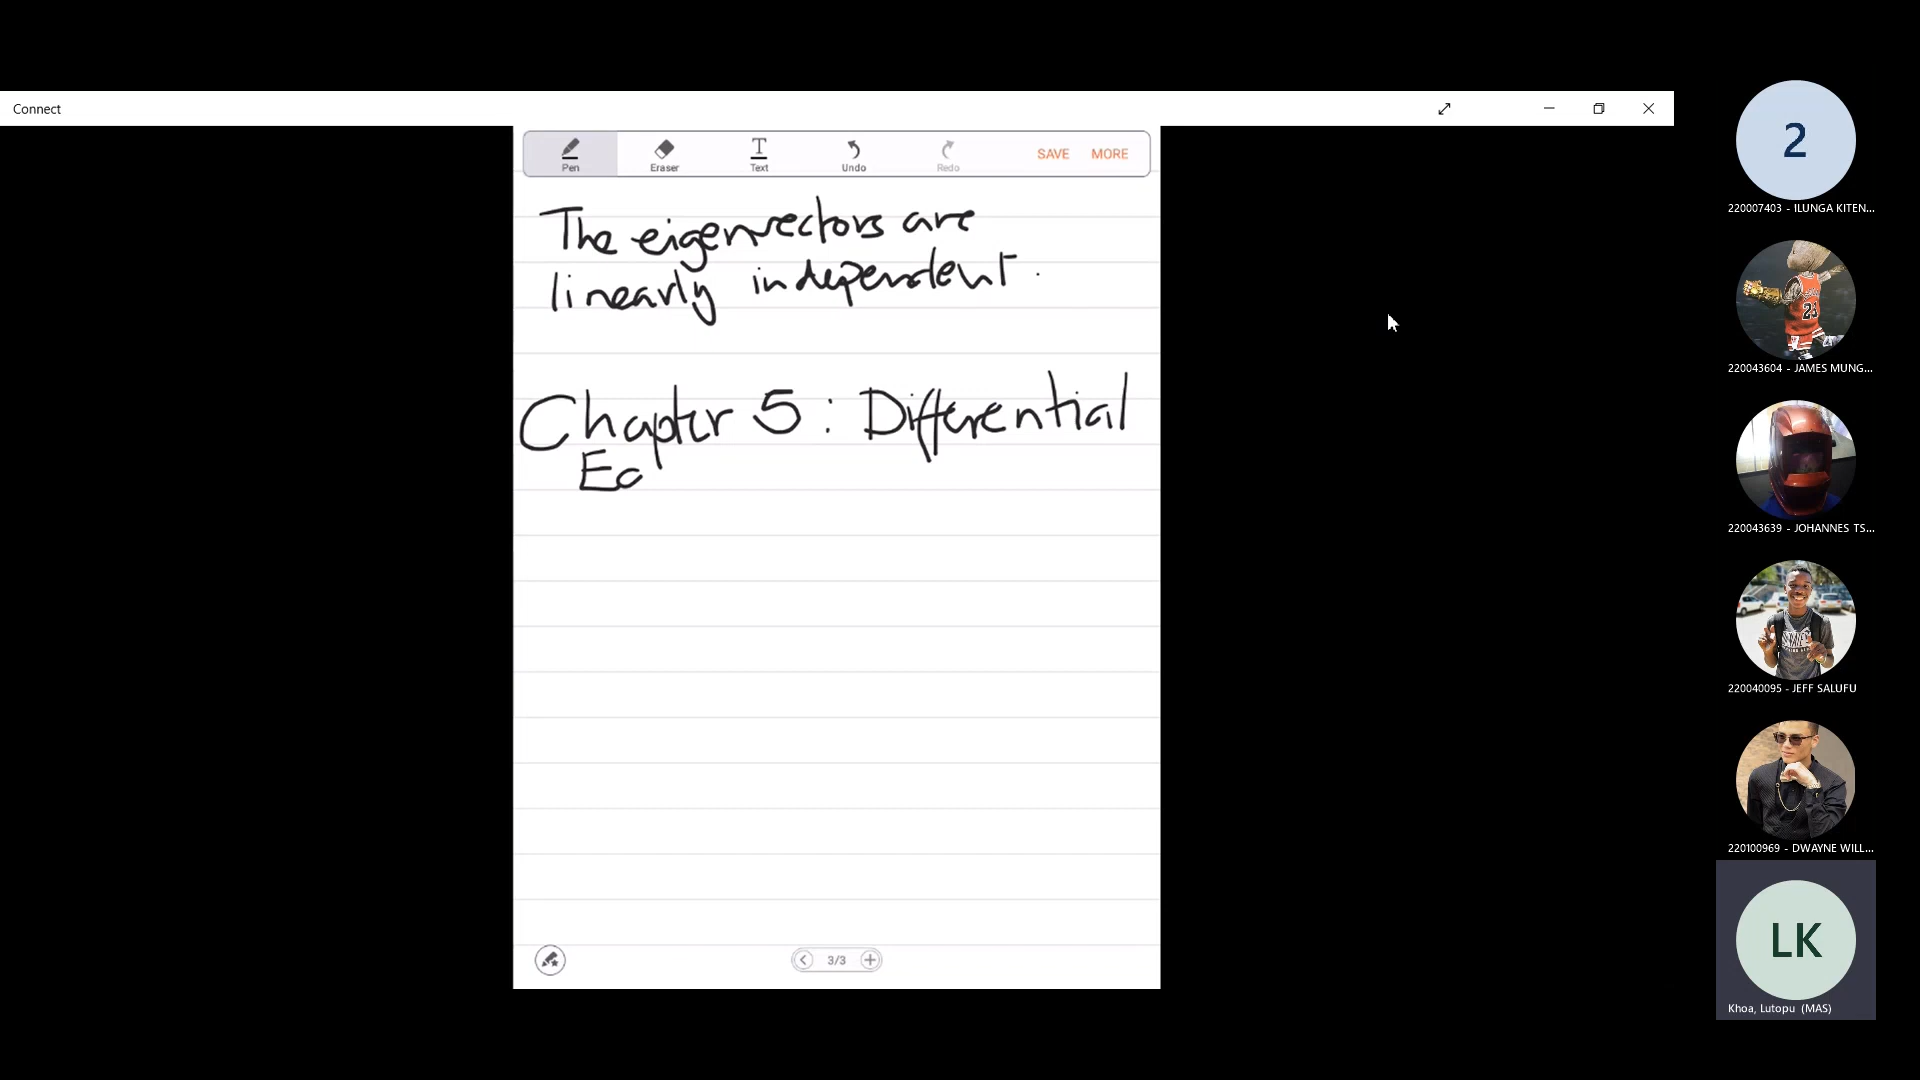 Connect
Pen
Eraser
Text
Undo
Redo
SAVE
MORE
The eigenvectors are
linearly independent.
Chapter 5 : Differential
Eq
3/3
2
220007403 - ILUNGA KITEN...
23
220043604 - JAMES MUNG...
220043639 - JOHANNES TS...
220040095 - JEFF SALUFU
220100969 - DWAYNE WILL...
LK
Khoa, Lutopu (MAS)